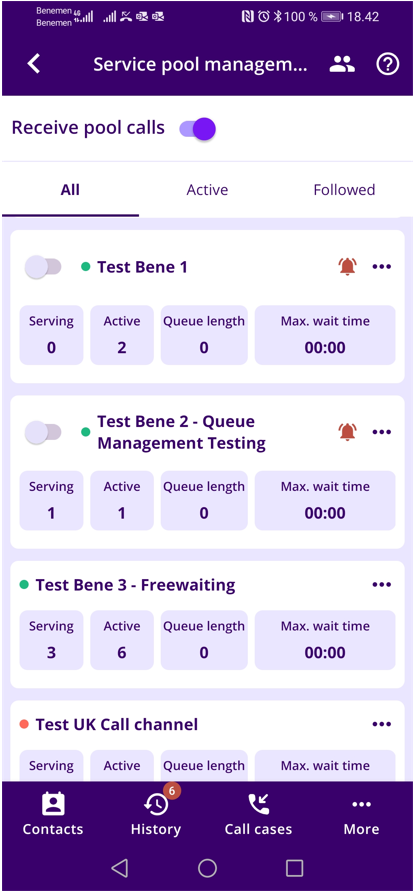 Benemen 4G
Benemen
100 % 18.42
Service pool managem...
Receive pool calls
All Active Followed
Test Bene 1
Serving Active Queue length Max. wait time
0 2 0 00:00
Test Bene 2 - Queue
Management Testing
Serving Active Queue length Max. wait time
1 1 0 00:00
Test Bene 3 - Freewaiting
Serving Active Queue length Max. wait time
3 6 0 00:00
Test UK Call channel
Serving Active Queue length Max. wait time
6
Contacts History Call cases More